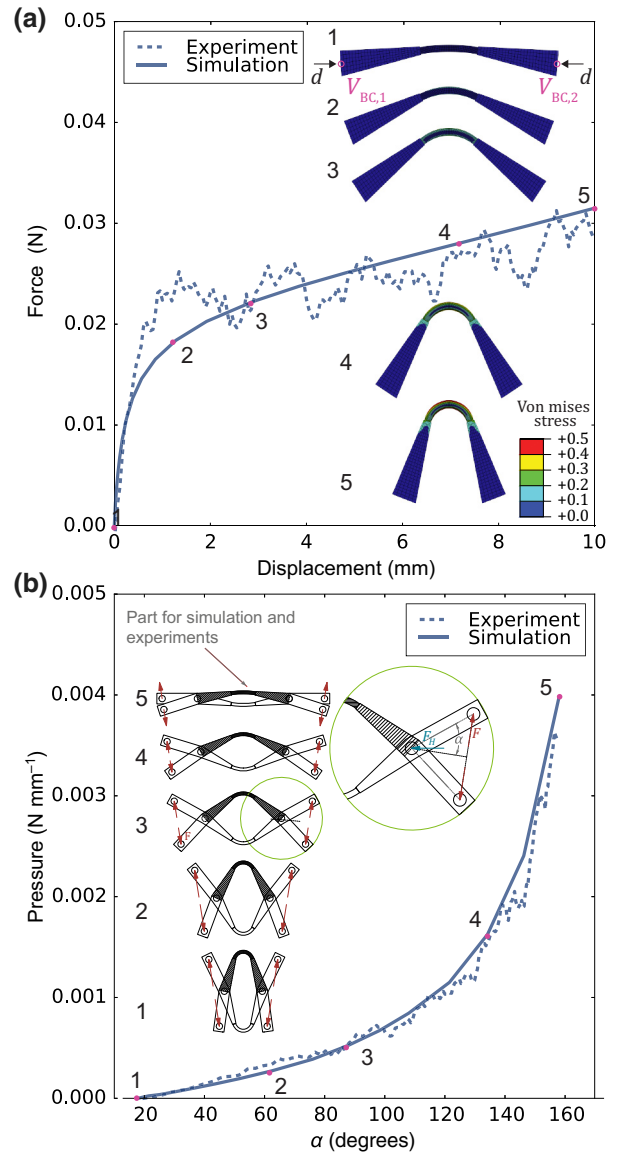 (a)
0.05
0.04
0.03
0.02
0.01
0.00
Force (N)
Experiment
Simulation
1
d
d
V BC,1
V BC,2
2
3
5
4
3
2
4
5
1
Von mises
stress
+0.5
+0.4
+0.3
+0.2
+0.1
+0.0
0 2 4 6 8 10
Displacement (mm)
(b)
0.005
0.004
0.003
0.002
0.001
0.000
Pressure (N mm⁻¹)
Experiment
Simulation
Part for simulation and
experiments
5
4
3
F
2
1
F_H
α
F
5
4
3
2
1
20 40 60 80 100 120 140 160
α (degrees)